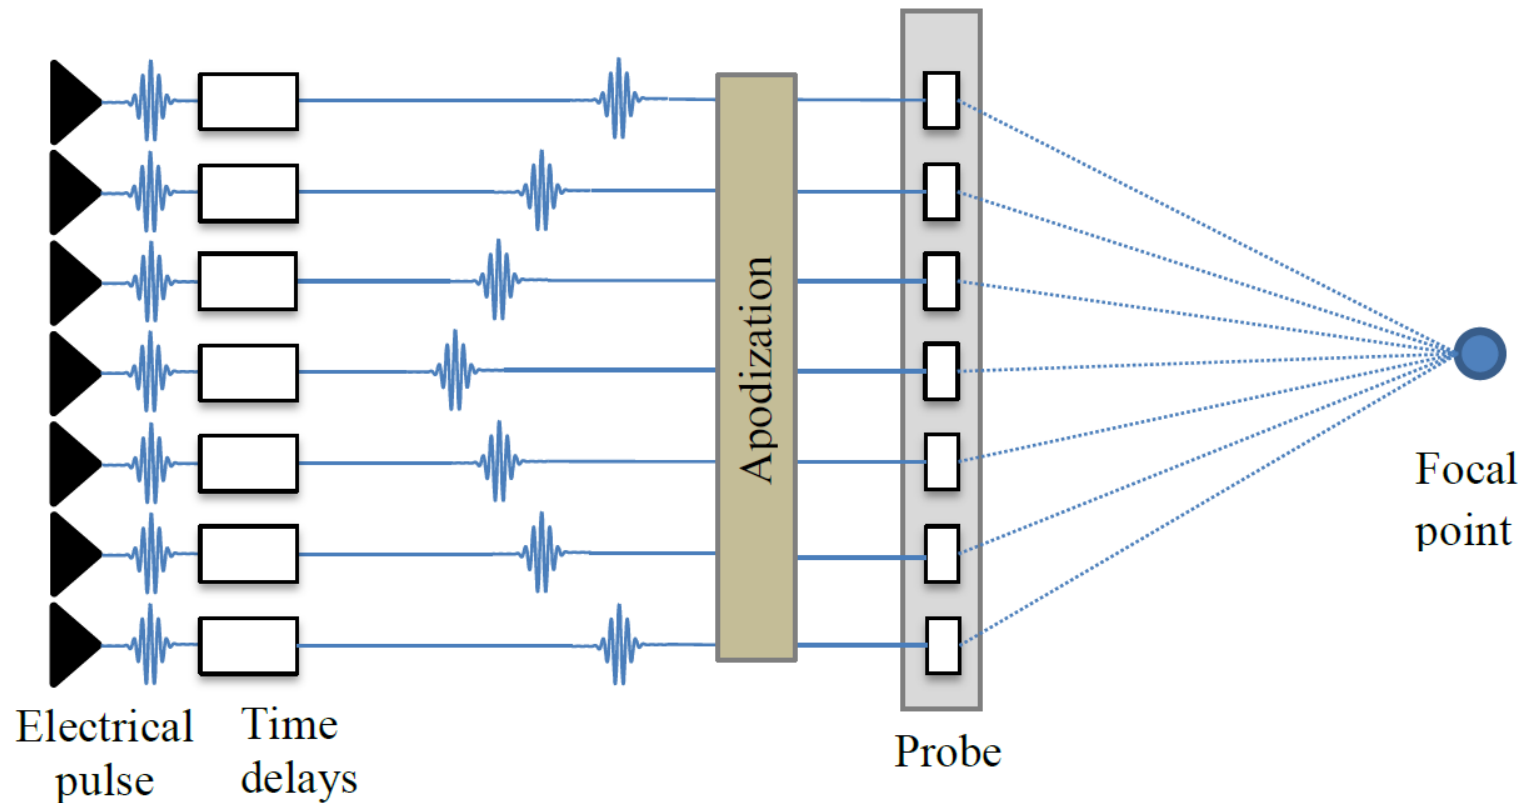 Apodization
Electrical
pulse
Time
delays
Probe
Focal
point